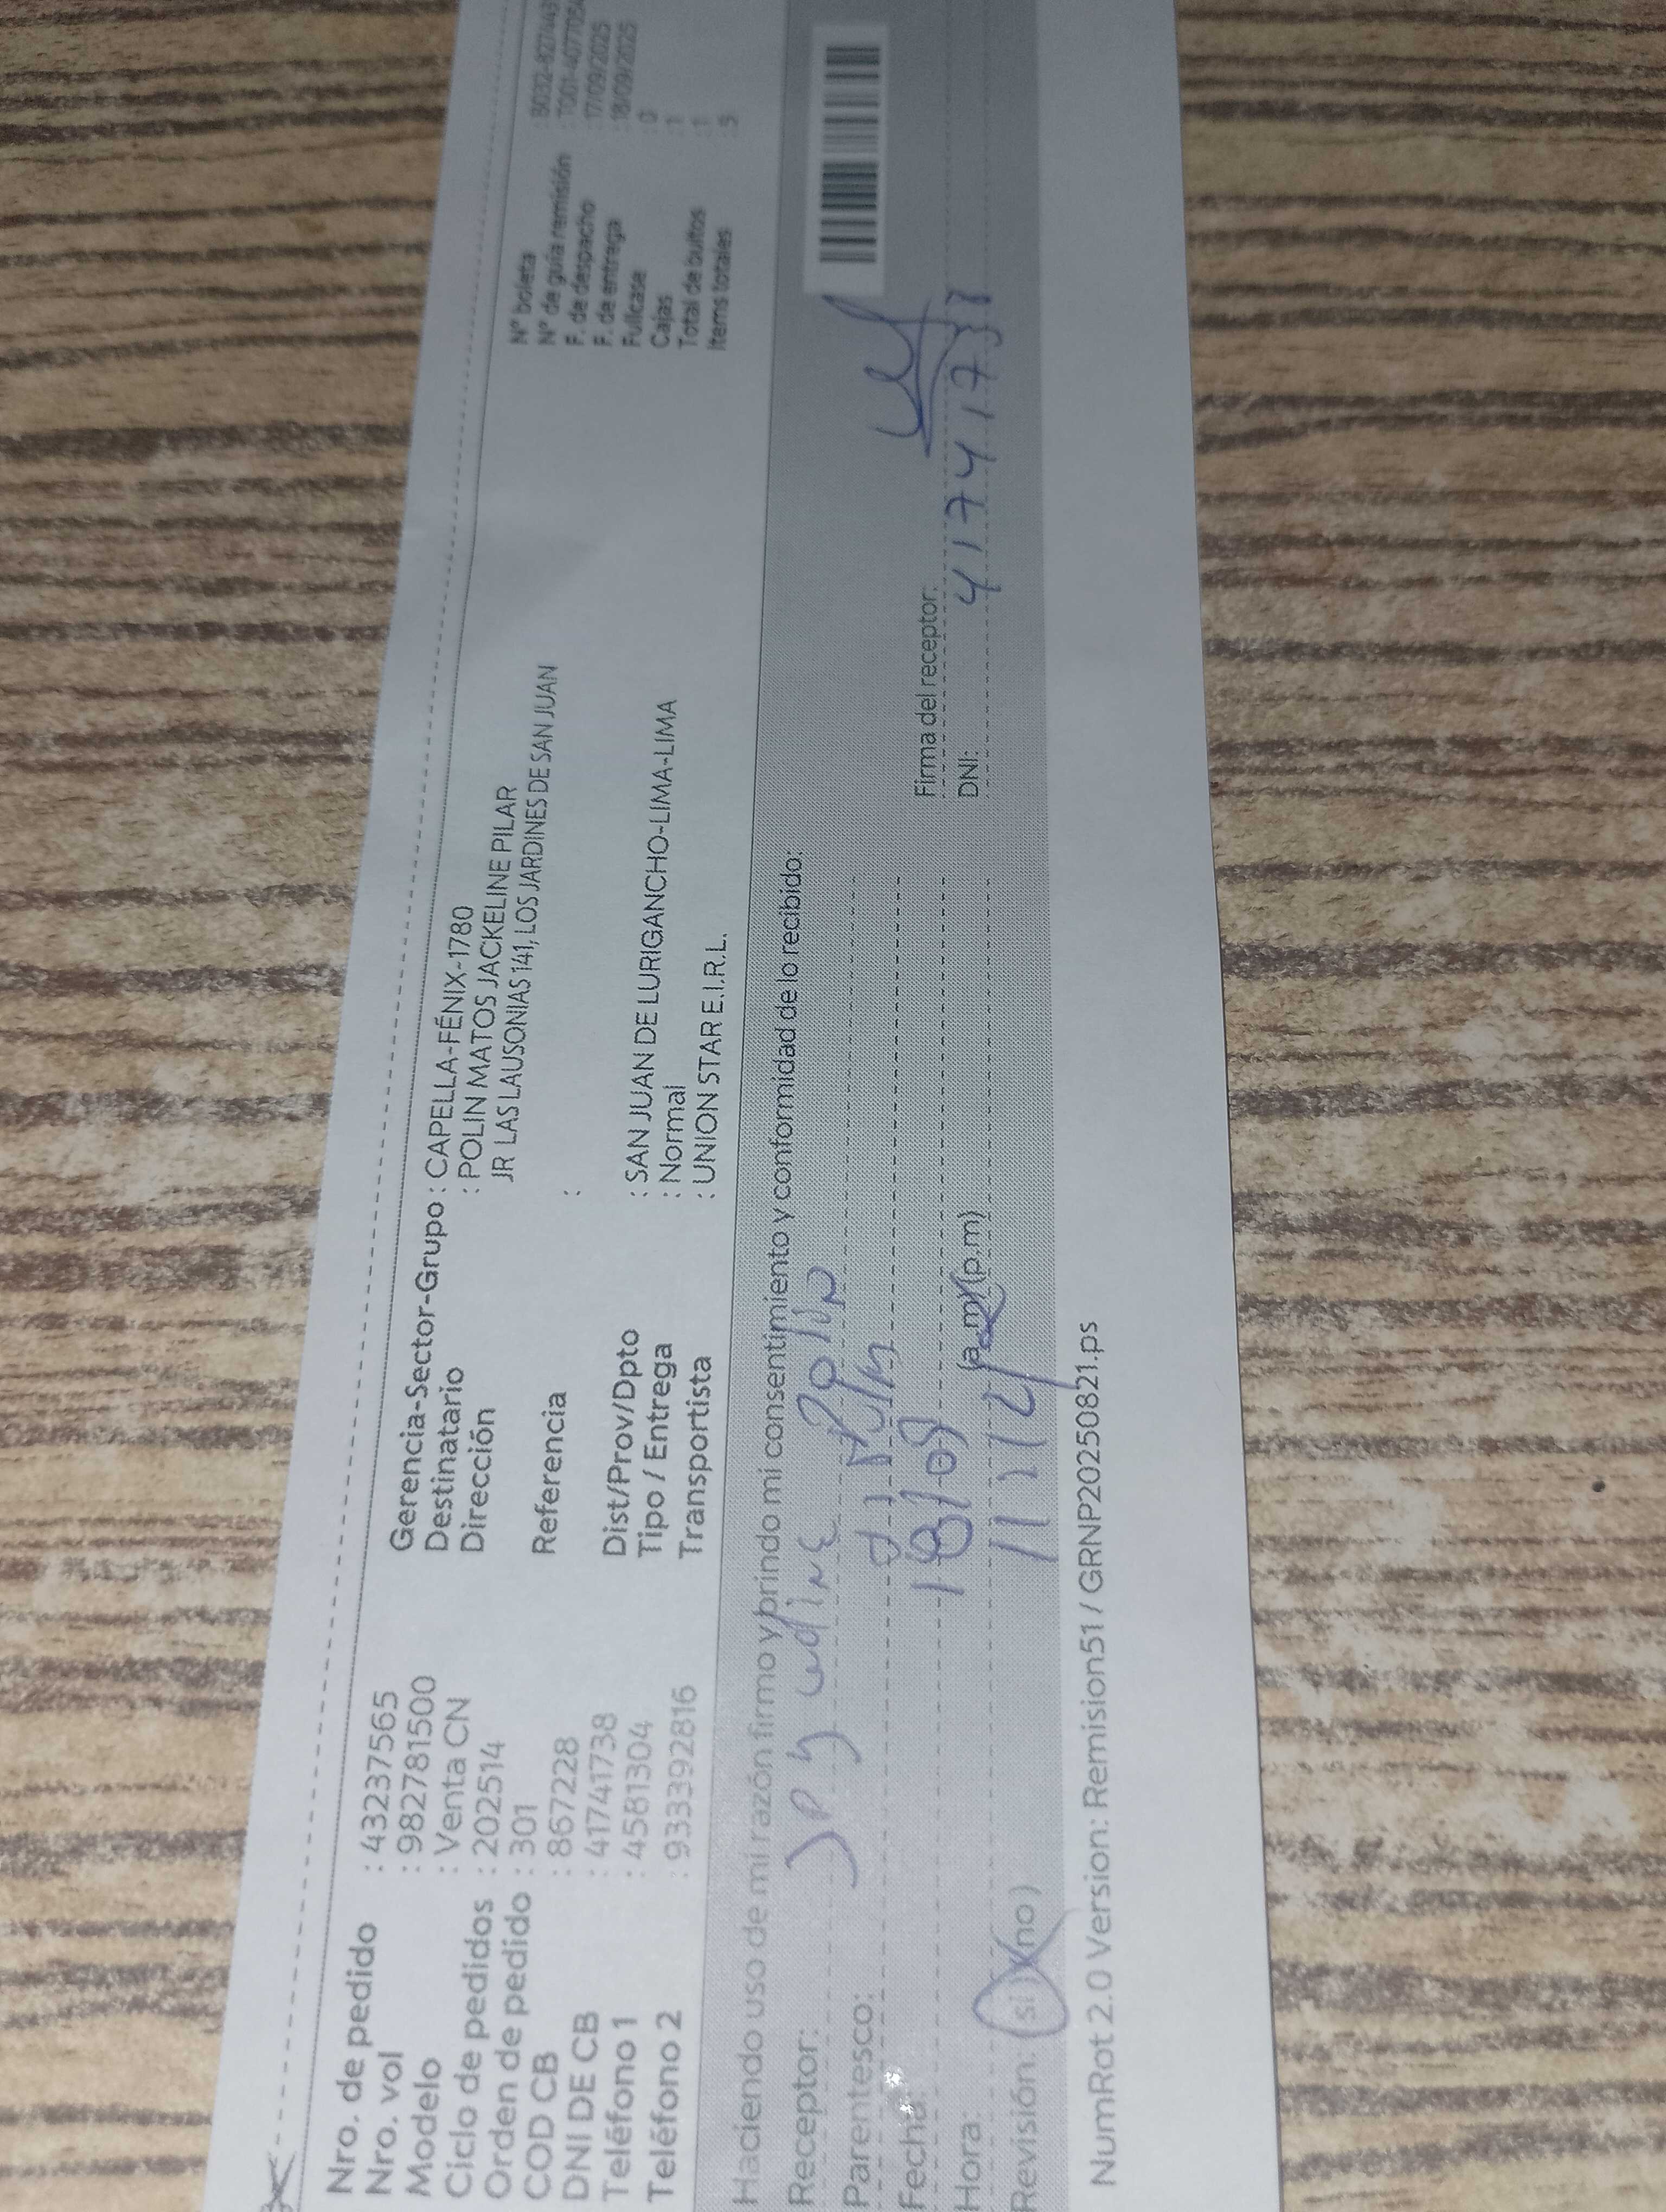 Nro. de pedido : 43237565
Nro. vol : 982781500
Modelo : Venta CN
Ciclo de pedidos : 202514
Orden de pedido : 301
COD CB : 867228
DNI DE CB : 41741738
Teléfono 1 : 4581304
Teléfono 2 : 933392816
Gerencia-Sector-Grupo : CAPELLA-FÉNIX-1780
Destinatario : POLIN MATOS JACKELINE PILAR
Dirección JR LAS LAUSONIAS 141, LOS JARDINES DE SAN JUAN
Referencia :
Dist/Prov/Dpto : SAN JUAN DE LURIGANCHO-LIMA-LIMA
Tipo / Entrega : Normal
Transportista : UNION STAR E.I.R.L.
N° boleta
N° de guía remisión
F. de despacho : 17/09/2025
F. de entrega : 18/09/2025
Fullcase : 0
Cajas : 1
Total de bultos : 1
Items totales : 5
Haciendo uso de mi razón firmo y brindo mi consentimiento y conformidad de lo recibido:
Receptor: Polin
Parentesco:
Fecha: 18/09
Hora: (a.m) (p.m)
Revisión: (si) (no)
Firma del receptor:
DNI: 41741738
NumRot 2.0 Version: Remision51 / GRNP20250821.ps